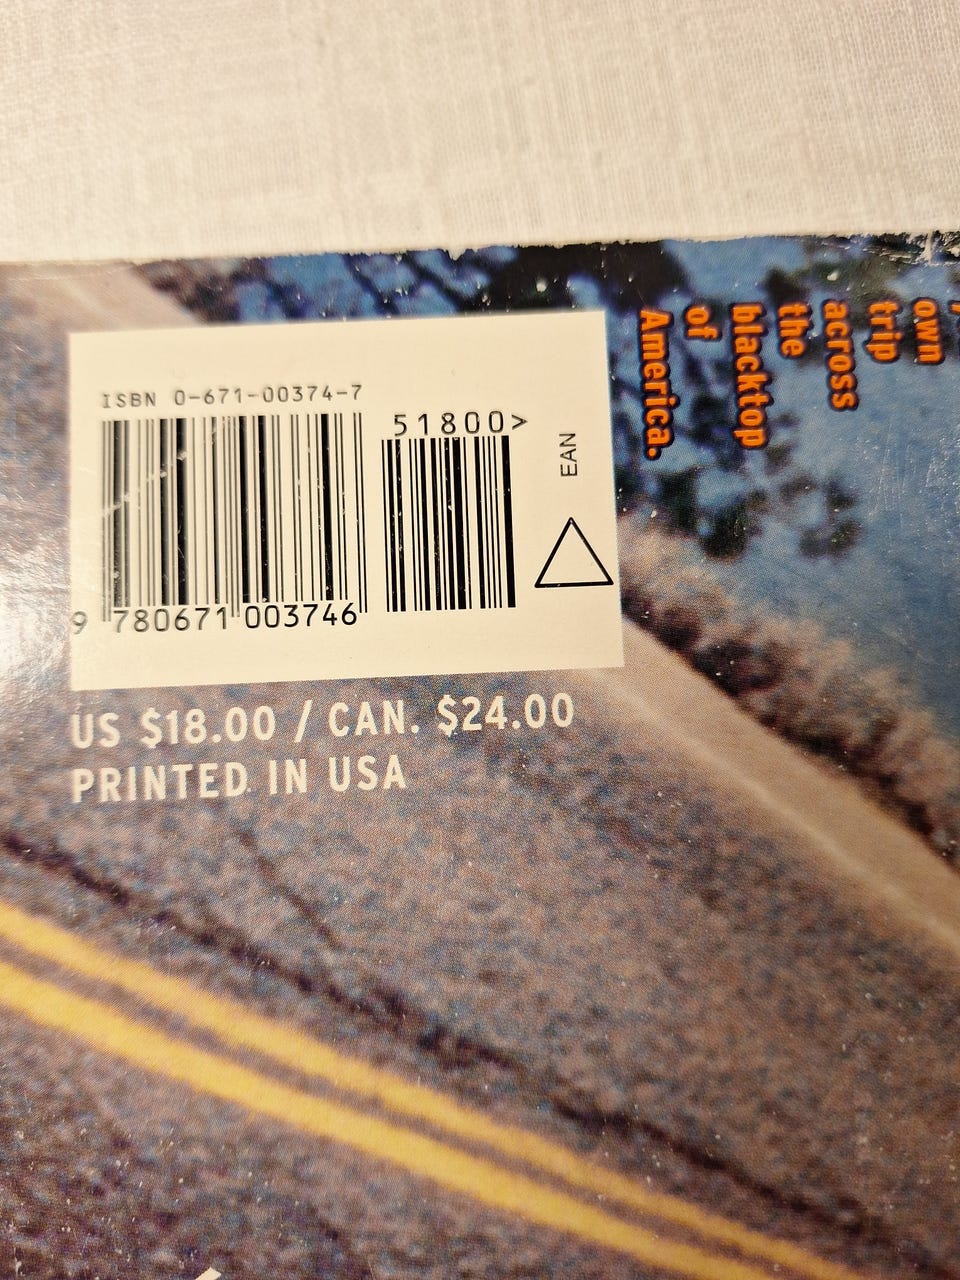 ISBN 0-671-00374-7
51800>
EAN
9 780671 003746
US $18.00 / CAN. $24.00
PRINTED IN USA
own
trip
across
the
blacktop
of
America.